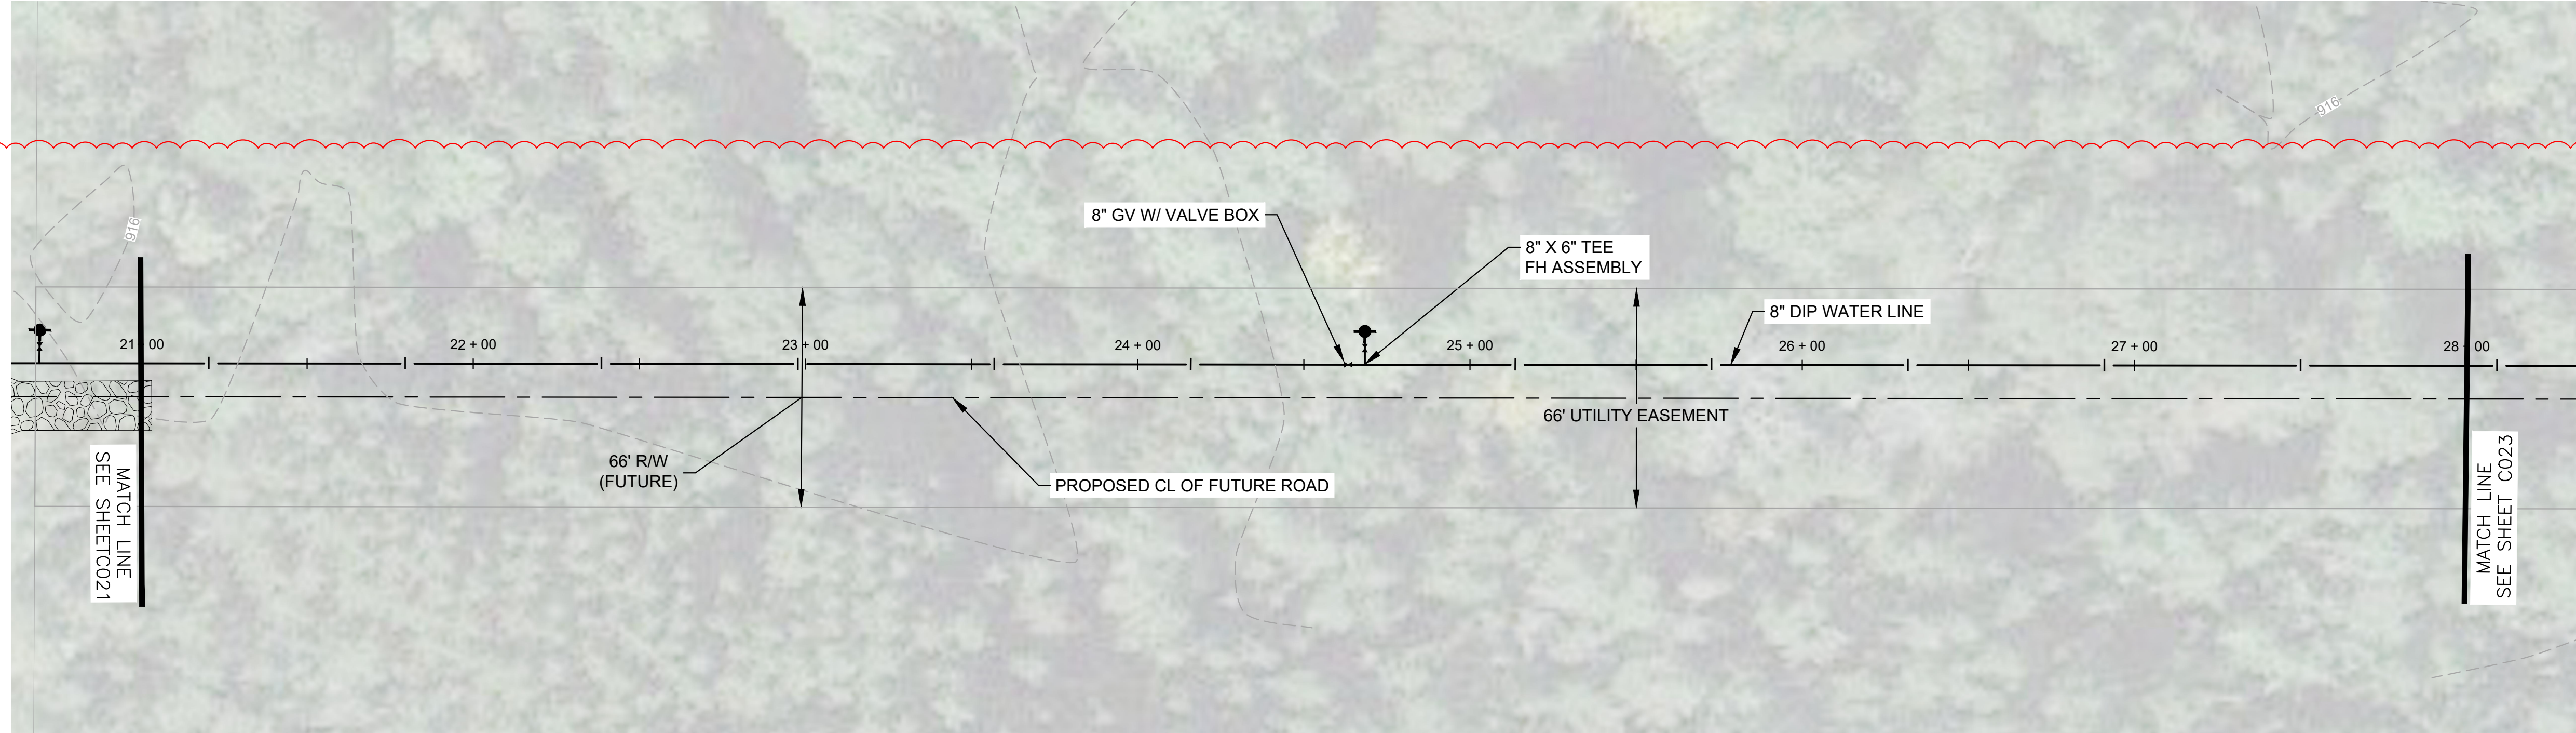 916
916
8" GV W/ VALVE BOX
8" X 6" TEE
FH ASSEMBLY
8" DIP WATER LINE
21 + 00
22 + 00
23 + 00
24 + 00
25 + 00
26 + 00
27 + 00
28 + 00
66' UTILITY EASEMENT
66' R/W
(FUTURE)
PROPOSED CL OF FUTURE ROAD
MATCH LINE
SEE SHEETC021
MATCH LINE
SEE SHEET C023